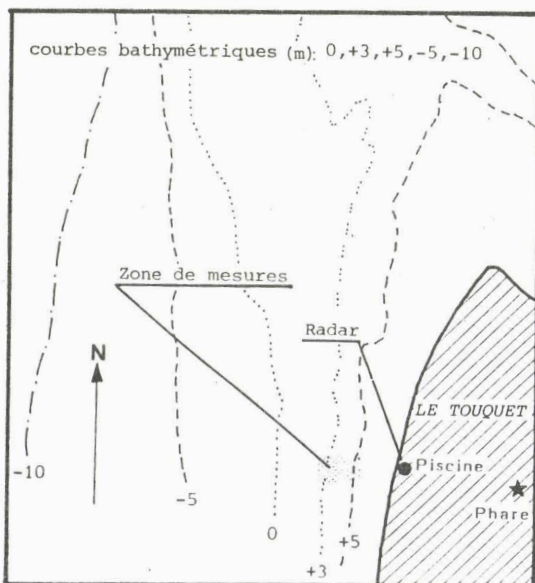 courbes bathymétriques (m): 0,+3,+5,-5,-10
Zone de mesures
Radar
N
LE TOUQUET
-10
Piscine
-5
Phare
0
+5
+3